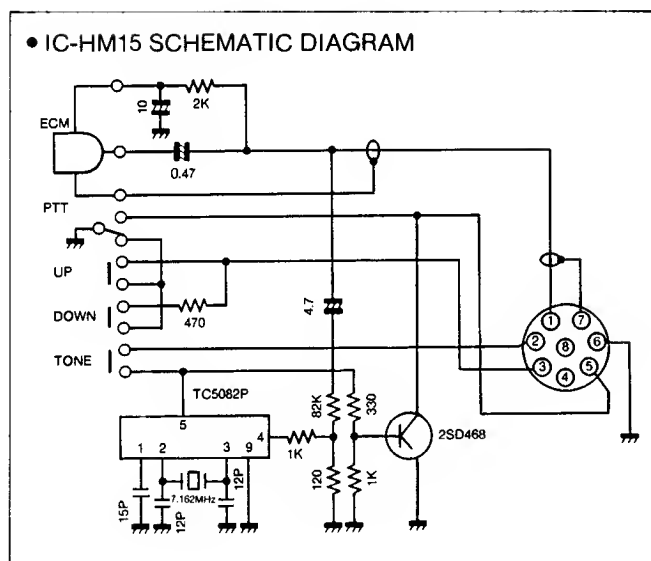 • IC-HM15 SCHEMATIC DIAGRAM
ECM
10
2K
0.47
PTT
UP
DOWN
470
TONE
4.7
1
7
2
8
6
3
5
4
TC5082P
5
1
2
3
9
4
82K
330
1K
2SD468
120
1K
7.162MHz
15P
12P
12P